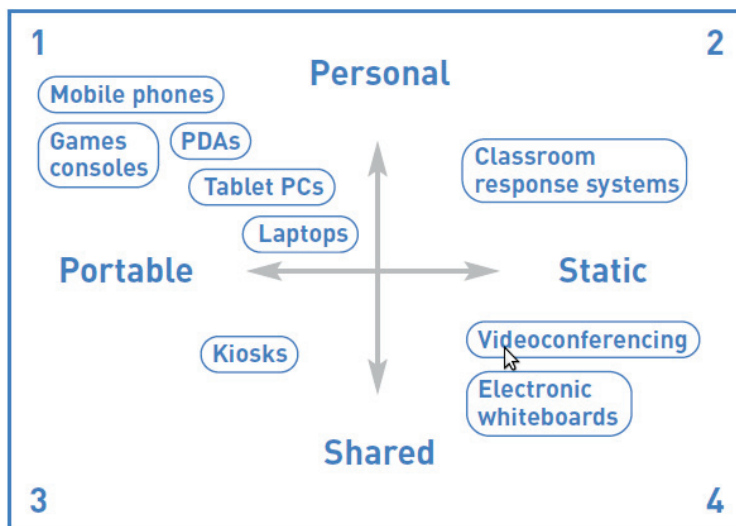 1
2
Personal
Mobile phones
Games
consoles
PDAs
Tablet PCs
Laptops
Classroom
response systems
Portable
Static
Kiosks
Videoconferencing
Electronic
whiteboards
Shared
3
4